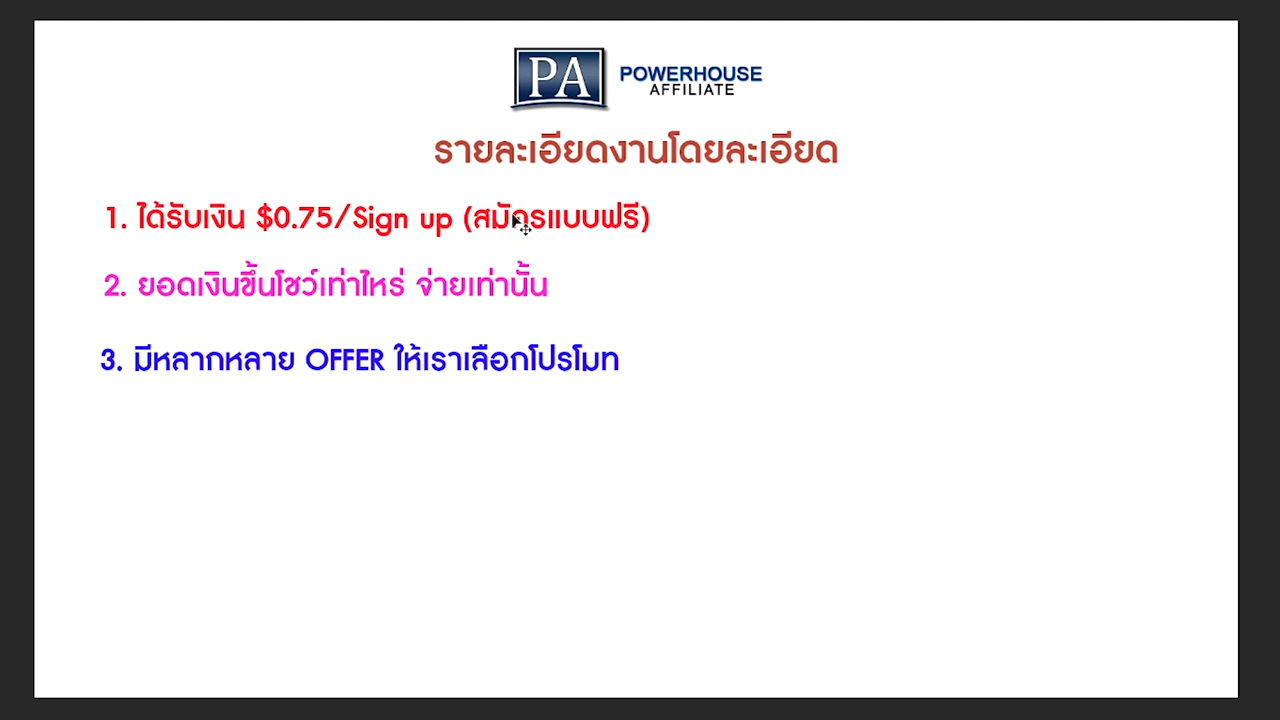 PA
POWERHOUSE
AFFILIATE
รายละเอียดงานโดยละเอียด
1. ได้รับเงิน $0.75/Sign up (สมัครแบบฟรี)
2. ยอดเงินขึ้นโชว์เท่าไหร่ จ่ายเท่านั้น
3. มีหลากหลาย OFFER ให้เราเลือกโปรโมท